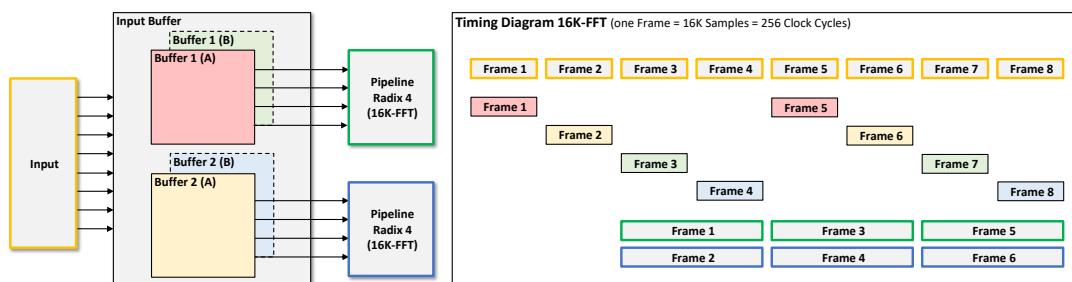 Input Buffer
Buffer 1 (B)
Buffer 1 (A)
Pipeline
Radix 4
(16K-FFT)
Input
Buffer 2 (B)
Buffer 2 (A)
Pipeline
Radix 4
(16K-FFT)
Timing Diagram 16K-FFT (one Frame = 16K Samples = 256 Clock Cycles)
Frame 1 Frame 2 Frame 3 Frame 4 Frame 5 Frame 6 Frame 7 Frame 8
Frame 1 Frame 5
Frame 2 Frame 6
Frame 3 Frame 7
Frame 4 Frame 8
Frame 1 Frame 3 Frame 5
Frame 2 Frame 4 Frame 6